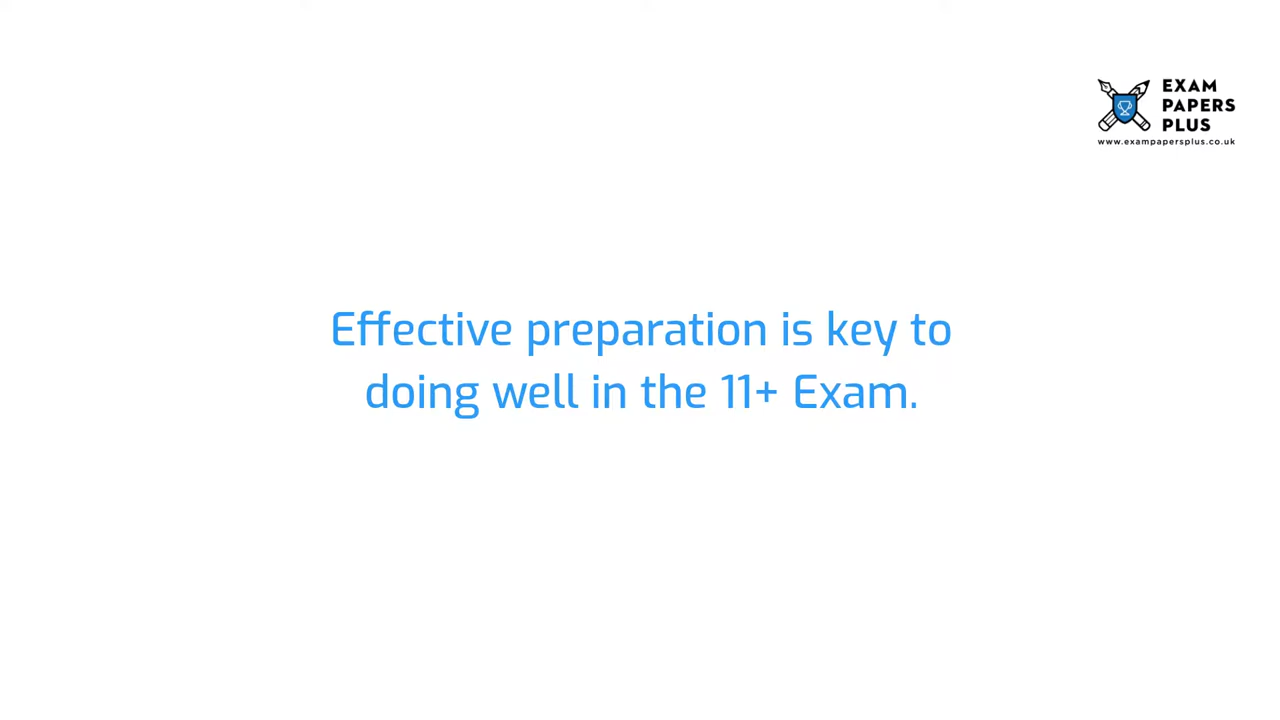 EXAM
PAPERS
PLUS
www.exampapersplus.co.uk
Effective preparation is key to
doing well in the 11+ Exam.